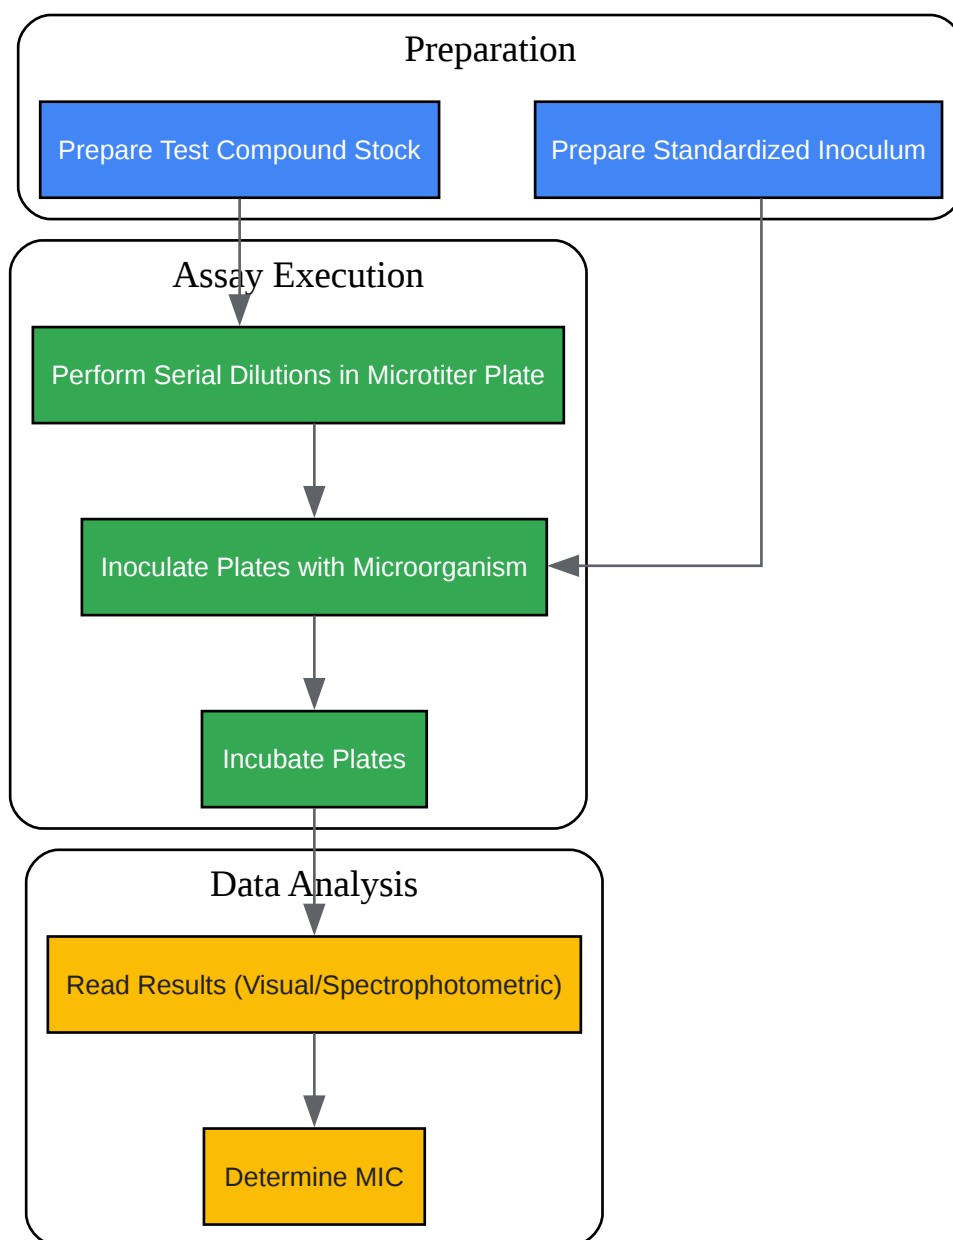 Preparation
Prepare Test Compound Stock
Prepare Standardized Inoculum
Assay Execution
Perform Serial Dilutions in Microtiter Plate
Inoculate Plates with Microorganism
Incubate Plates
Data Analysis
Read Results (Visual/Spectrophotometric)
Determine MIC